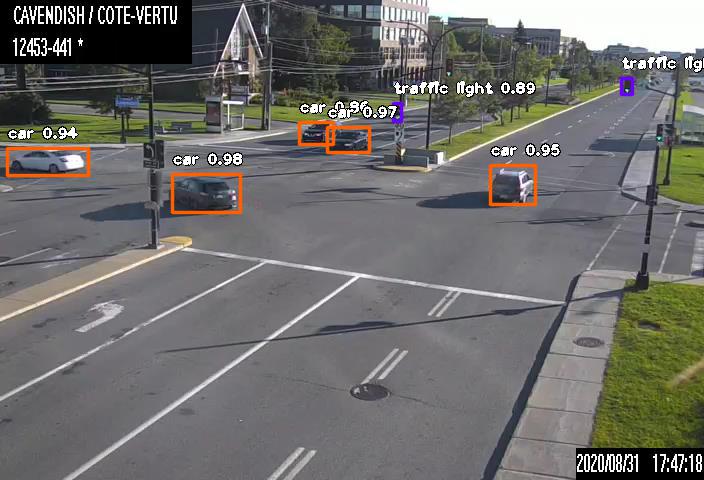 CAVENDISH / COTE-VERTU
12453-441 *
traffic lig
traffic light 0.89
car 0.96
car 0.97
car 0.94
car 0.98
car 0.95
2020/08/31 17:47:18